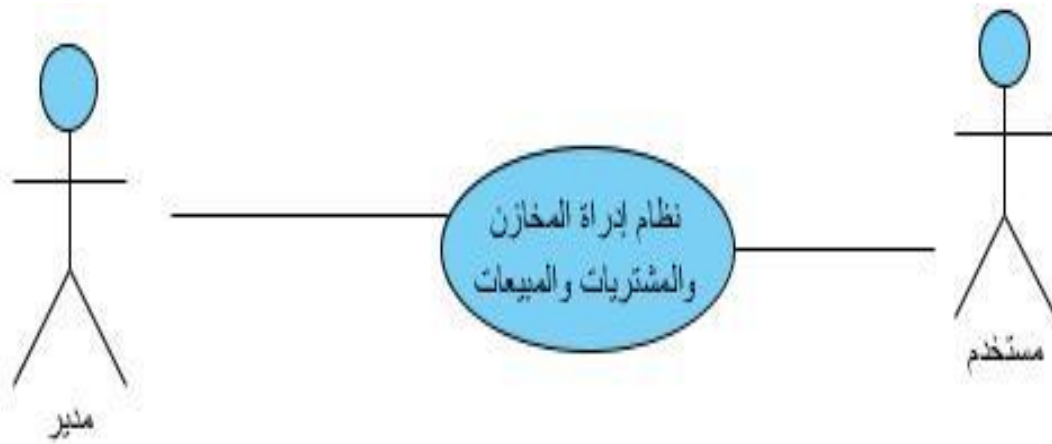 نظام إدراة المخازن
والمشتريات والمبيعات
مستخدم
مدير